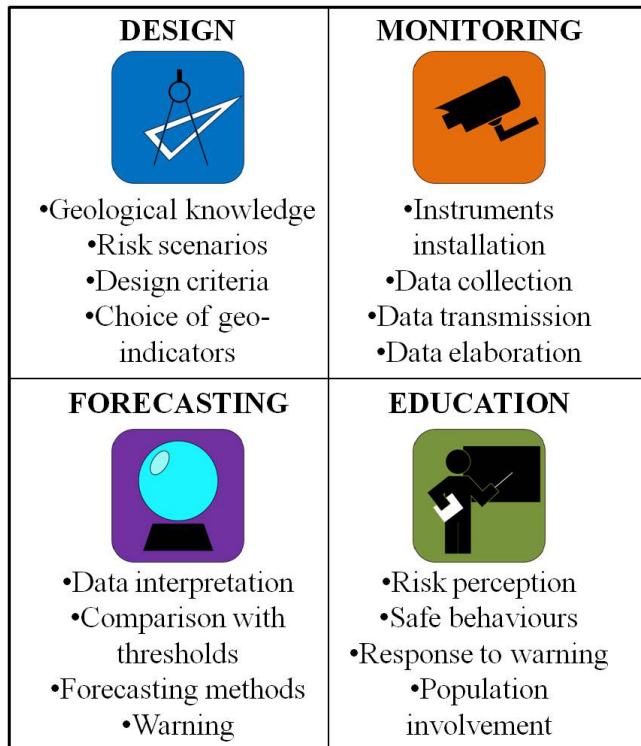 DESIGN
•Geological knowledge
•Risk scenarios
•Design criteria
•Choice of geo-
indicators
MONITORING
•Instruments
installation
•Data collection
•Data transmission
•Data elaboration
FORECASTING
•Data interpretation
•Comparison with
thresholds
•Forecasting methods
•Warning
EDUCATION
•Risk perception
•Safe behaviours
•Response to warning
•Population
involvement